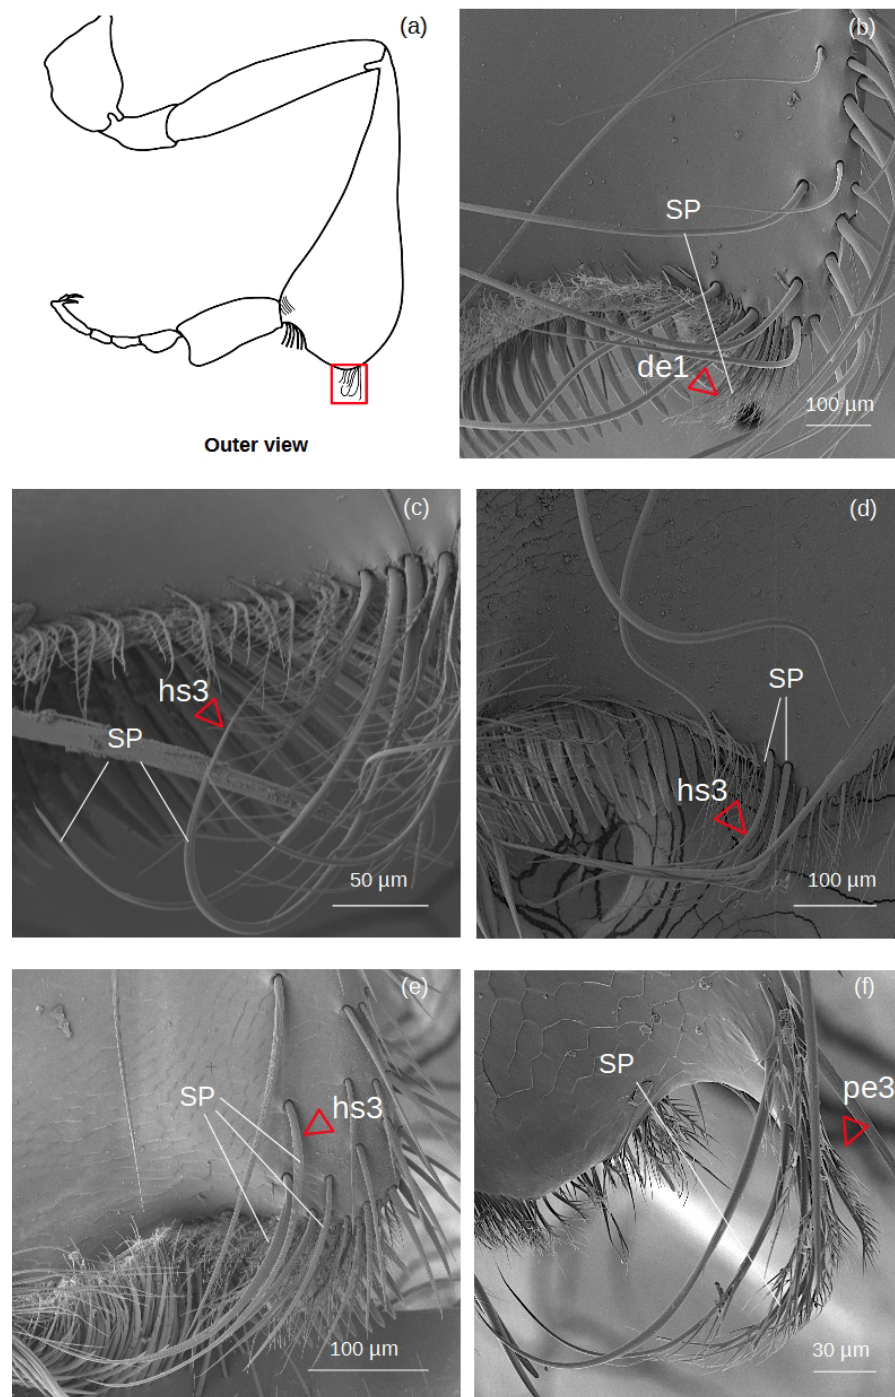 (a)
Outer view
(b)
SP
de1
100 µm
(c)
hs3
SP
50 µm
(d)
SP
hs3
100 µm
(e)
SP
hs3
100 µm
(f)
SP
pe3
30 µm